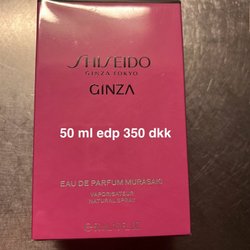 SHISEIDO
GINZA TOKYO
GINZA
50 ml edp 350 dkk
EAU DE PARFUM MURASAKI
VAPORISATEUR
NATURAL SPRAY